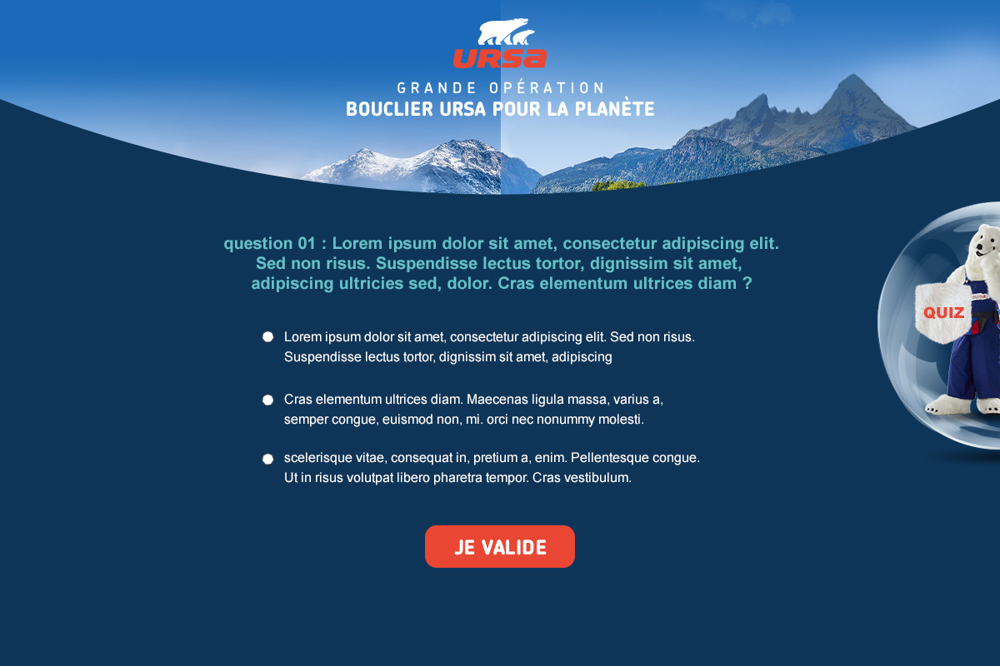 URSA
GRANDE OPÉRATION
BOUCLIER URSA POUR LA PLANÈTE
question 01 : Lorem ipsum dolor sit amet, consectetur adipiscing elit.
Sed non risus. Suspendisse lectus tortor, dignissim sit amet,
adipiscing ultricies sed, dolor. Cras elementum ultrices diam ?
Lorem ipsum dolor sit amet, consectetur adipiscing elit. Sed non risus.
Suspendisse lectus tortor, dignissim sit amet, adipiscing
Cras elementum ultrices diam. Maecenas ligula massa, varius a,
semper congue, euismod non, mi. orci nec nonummy molesti.
scelerisque vitae, consequat in, pretium a, enim. Pellentesque congue.
Ut in risus volutpat libero pharetra tempor. Cras vestibulum.
QUIZ
JE VALIDE